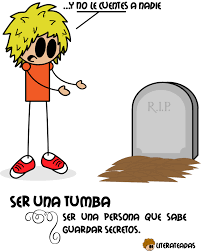 ...Y NO LE CUENTES A NADIE
R.I.P.
SER UNA TUMBA
SER UNA PERSONA QUE SABE
GUARDAR SECRETOS.
LITERATEADAS